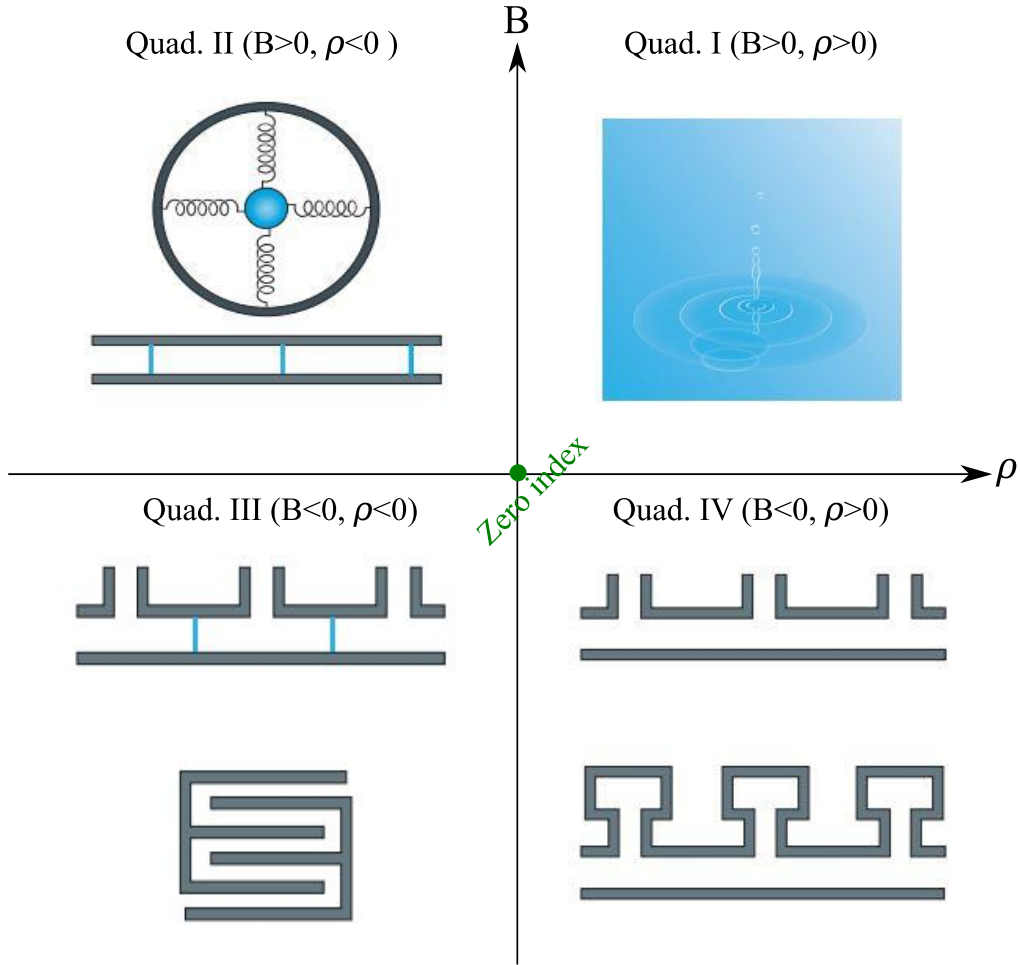 B
Quad. II (B>0, ρ<0 )
Quad. I (B>0, ρ>0)
Zero index
ρ
Quad. III (B<0, ρ<0)
Quad. IV (B<0, ρ>0)